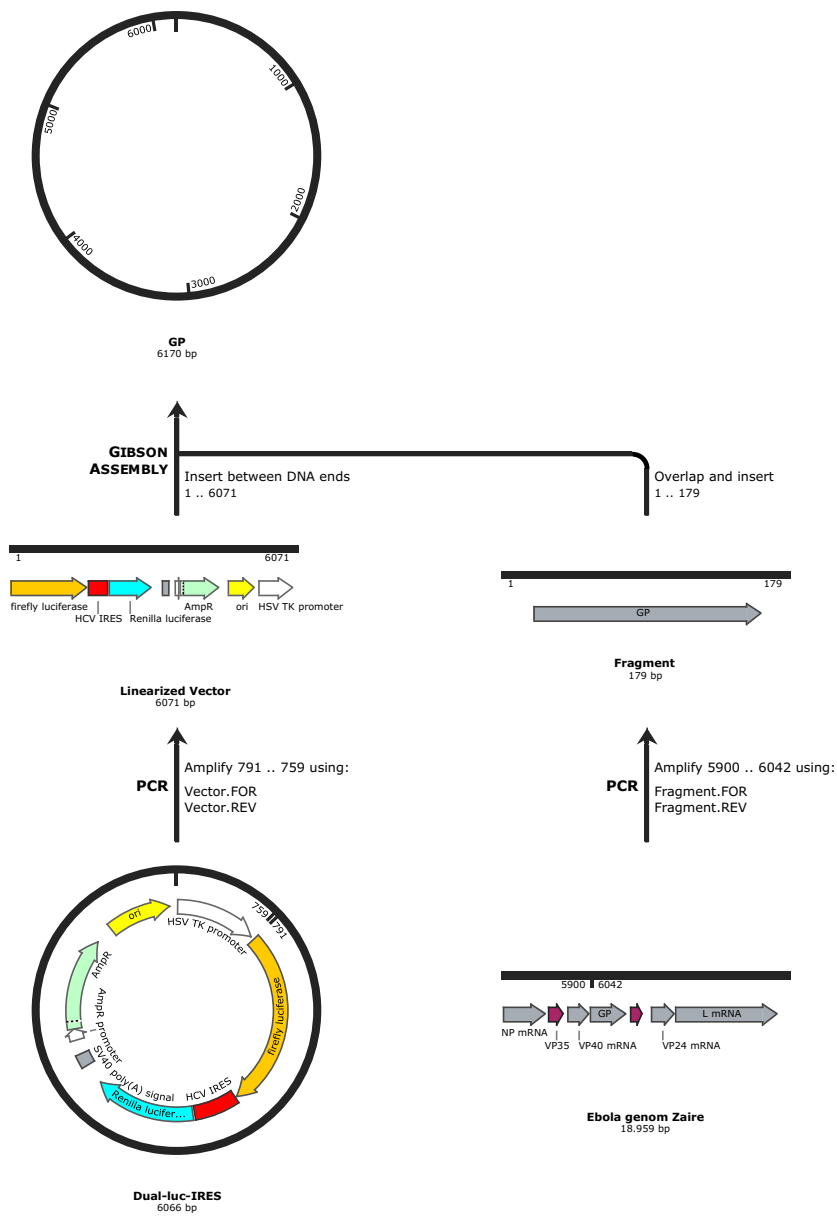 6000
1000
5000
2000
4000
3000
GP
6170 bp
GIBSON
ASSEMBLY
Insert between DNA ends
1 .. 6071
Overlap and insert
1 .. 179
1
6071
firefly luciferase
AmpR
ori
HSV TK promoter
HCV IRES
Renilla luciferase
Linearized Vector
6071 bp
1
179
GP
Fragment
179 bp
PCR
Amplify 791 .. 759 using:
Vector.FOR
Vector.REV
PCR
Amplify 5900 .. 6042 using:
Fragment.FOR
Fragment.REV
ori
HSV TK promoter
759
791
AmpR
firefly luciferase
AmpR promoter
SV40 poly(A) signal
HCV IRES
Renilla lucifer...
Dual-luc-IRES
6066 bp
5900
6042
GP
L mRNA
NP mRNA
VP35
VP40 mRNA
VP24 mRNA
Ebola genom Zaire
18.959 bp